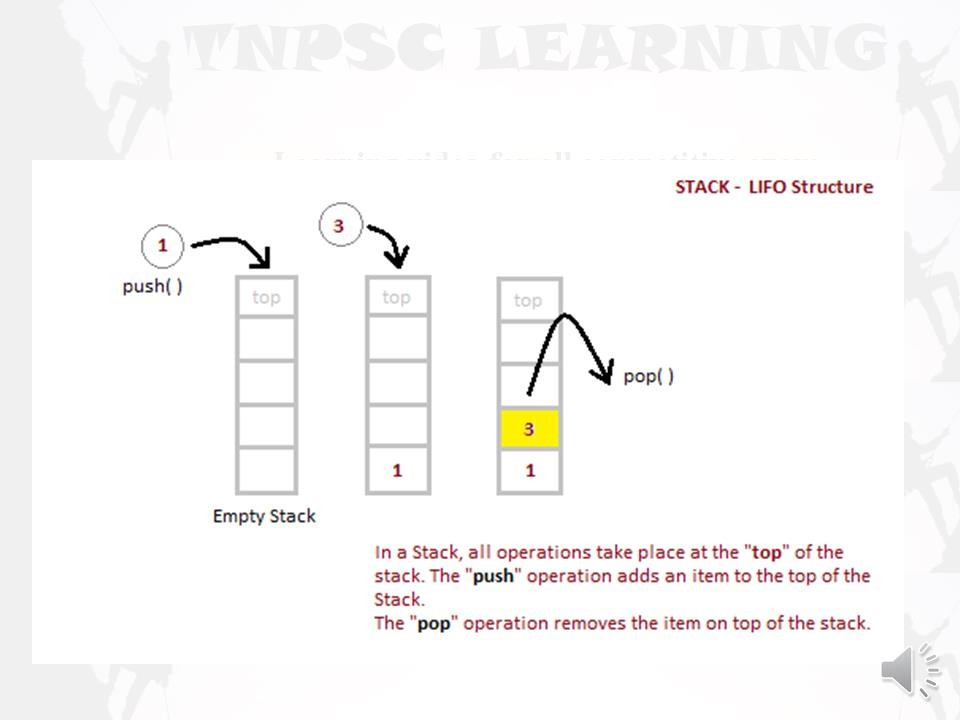 TNPSC LEARNING
STACK - LIFO Structure
3
1
push( )
top
top
top
pop( )
3
1
1
Empty Stack
In a Stack, all operations take place at the "top" of the
stack. The "push" operation adds an item to the top of the
Stack.
The "pop" operation removes the item on top of the stack.